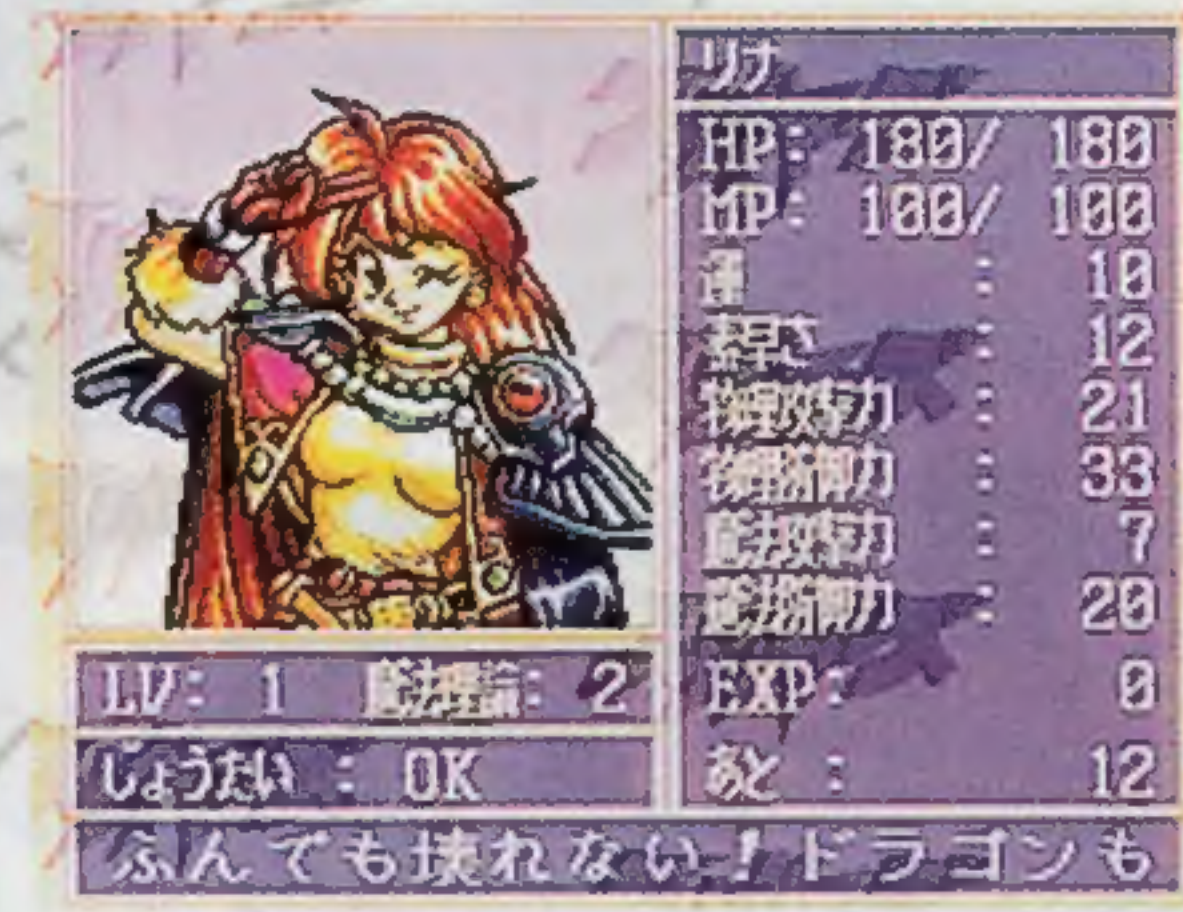 リナ
HP: 180/ 180
MP: 100/ 100
運 : 10
素早さ : 12
物理攻撃力 : 21
物理防御力 : 33
魔法攻撃力 : 7
魔法防御力 : 20
EXP: 0
あと : 12
LV: 1 魔法理論: 2
じょうたい : OK
ふんでも壊れない!ドラゴンも